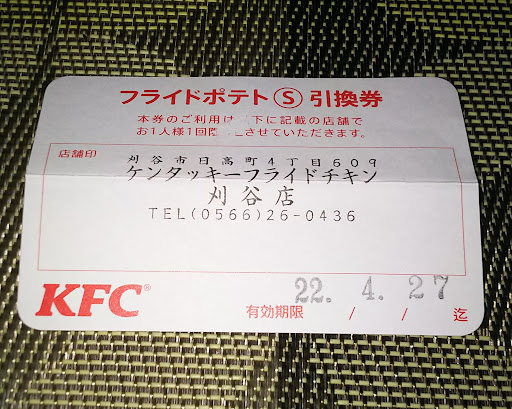 フライドポテトⓈ引換券
本券のご利用は 下に記載の店舗で
お1人様1回限 とさせていただきます。
店舗印
刈谷市日高町4丁目609
ケンタッキーフライドチキン
刈谷店
TEL(0566)26-0436
KFC®
22. 4. 27
有効期限 / / 迄